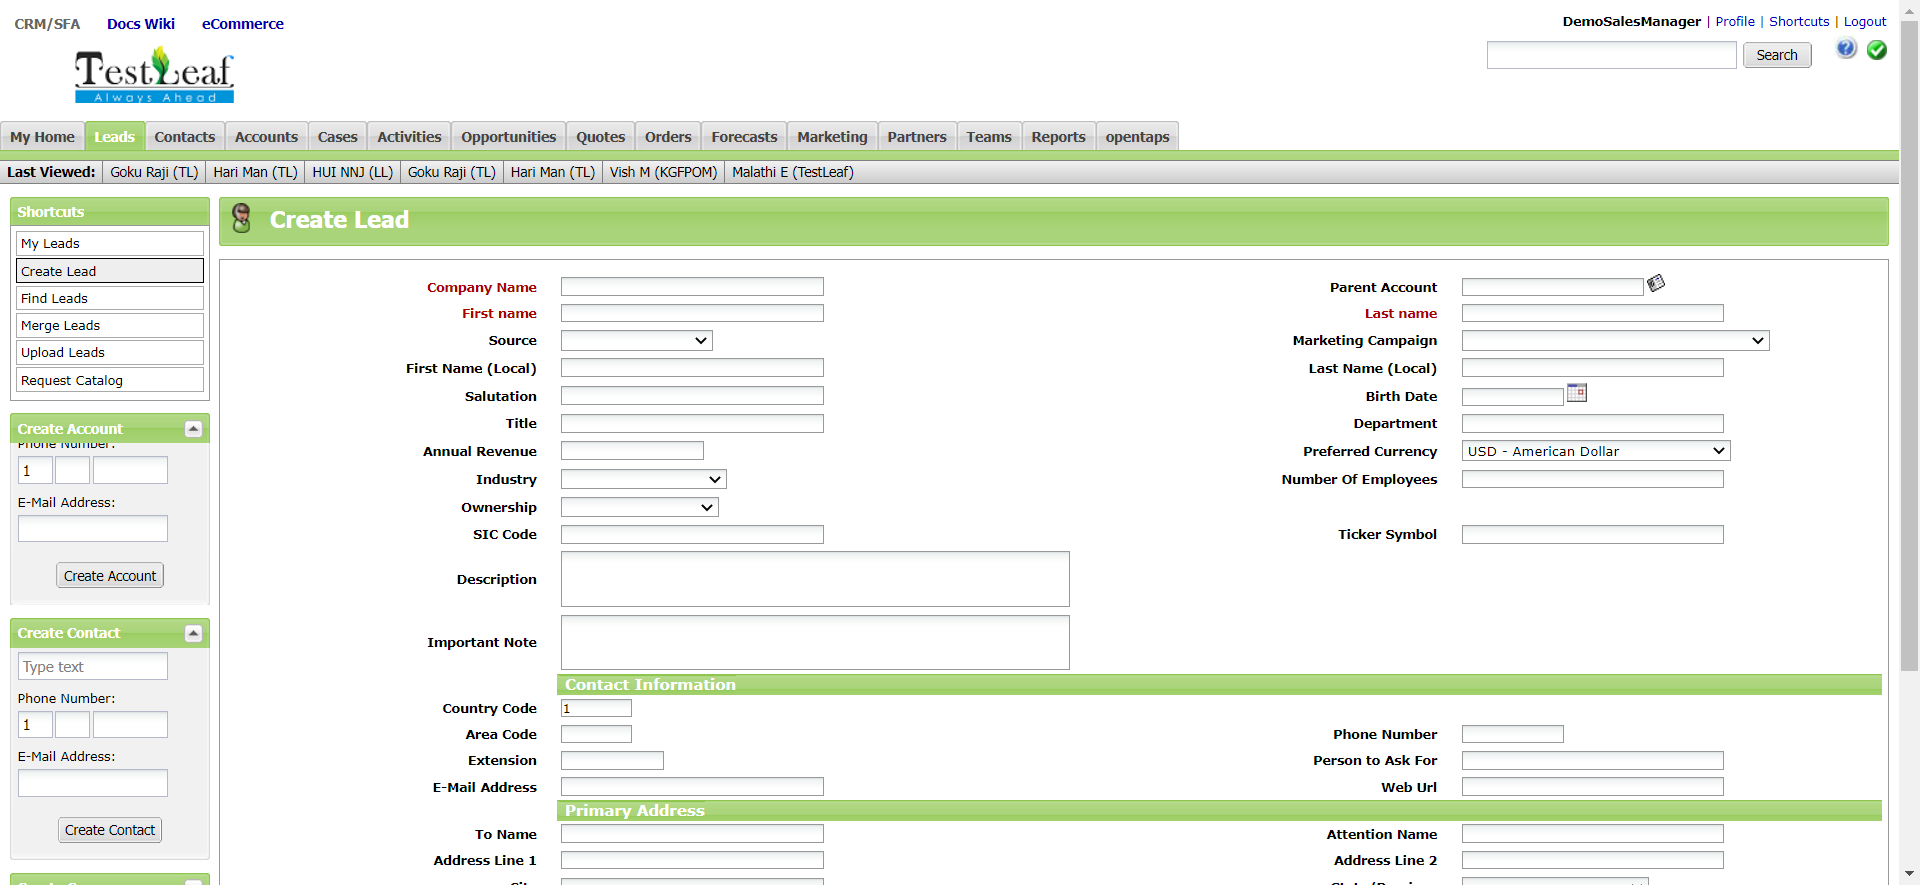 CRM/SFA Docs Wiki eCommerce
DemoSalesManager | Profile | Shortcuts | Logout
Search
TestLeaf
Always Ahead
My Home Leads Contacts Accounts Cases Activities Opportunities Quotes Orders Forecasts Marketing Partners Teams Reports opentaps
Last Viewed: Goku Raji (TL) Hari Man (TL) HUI NNJ (LL) Goku Raji (TL) Hari Man (TL) Vish M (KGFPOM) Malathi E (TestLeaf)
Shortcuts
My Leads
Create Lead
Find Leads
Merge Leads
Upload Leads
Request Catalog
Create Account
Phone Number:
1
E-Mail Address:
Create Account
Create Contact
Type text
Phone Number:
1
E-Mail Address:
Create Contact
Create Lead
Company Name Parent Account
First name Last name
Source Marketing Campaign
First Name (Local) Last Name (Local)
Salutation Birth Date
Title Department
Annual Revenue Preferred Currency USD - American Dollar
Industry Number Of Employees
Ownership
SIC Code Ticker Symbol
Description
Important Note
Contact Information
Country Code 1
Area Code Phone Number
Extension Person to Ask For
E-Mail Address Web Url
Primary Address
To Name Attention Name
Address Line 1 Address Line 2